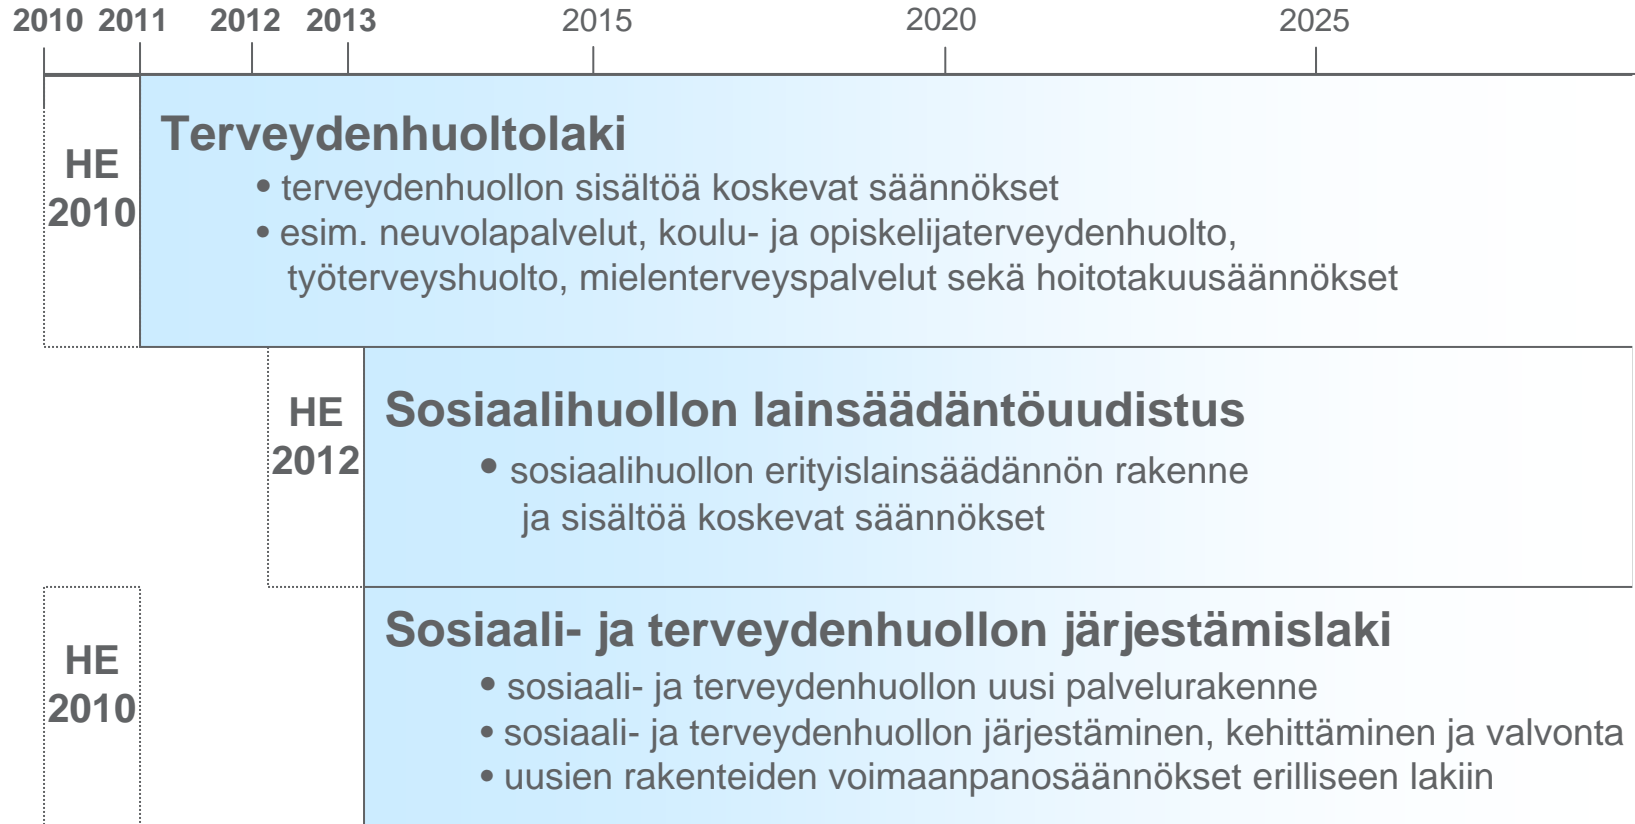 2010 2011 2012 2013 2015 2020 2025
HE
2010
Terveydenhuoltolaki
• terveydenhuollon sisältöä koskevat säännökset
• esim. neuvolapalvelut, koulu- ja opiskelijaterveydenhuolto,
työterveyshuolto, mielenterveyspalvelut sekä hoitotakuusäännökset
HE
2012
Sosiaalihuollon lainsäädäntöuudistus
• sosiaalihuollon erityislainsäädännön rakenne
ja sisältöä koskevat säännökset
HE
2010
Sosiaali- ja terveydenhuollon järjestämislaki
• sosiaali- ja terveydenhuollon uusi palvelurakenne
• sosiaali- ja terveydenhuollon järjestäminen, kehittäminen ja valvonta
• uusien rakenteiden voimaanpanosäännökset erilliseen lakiin